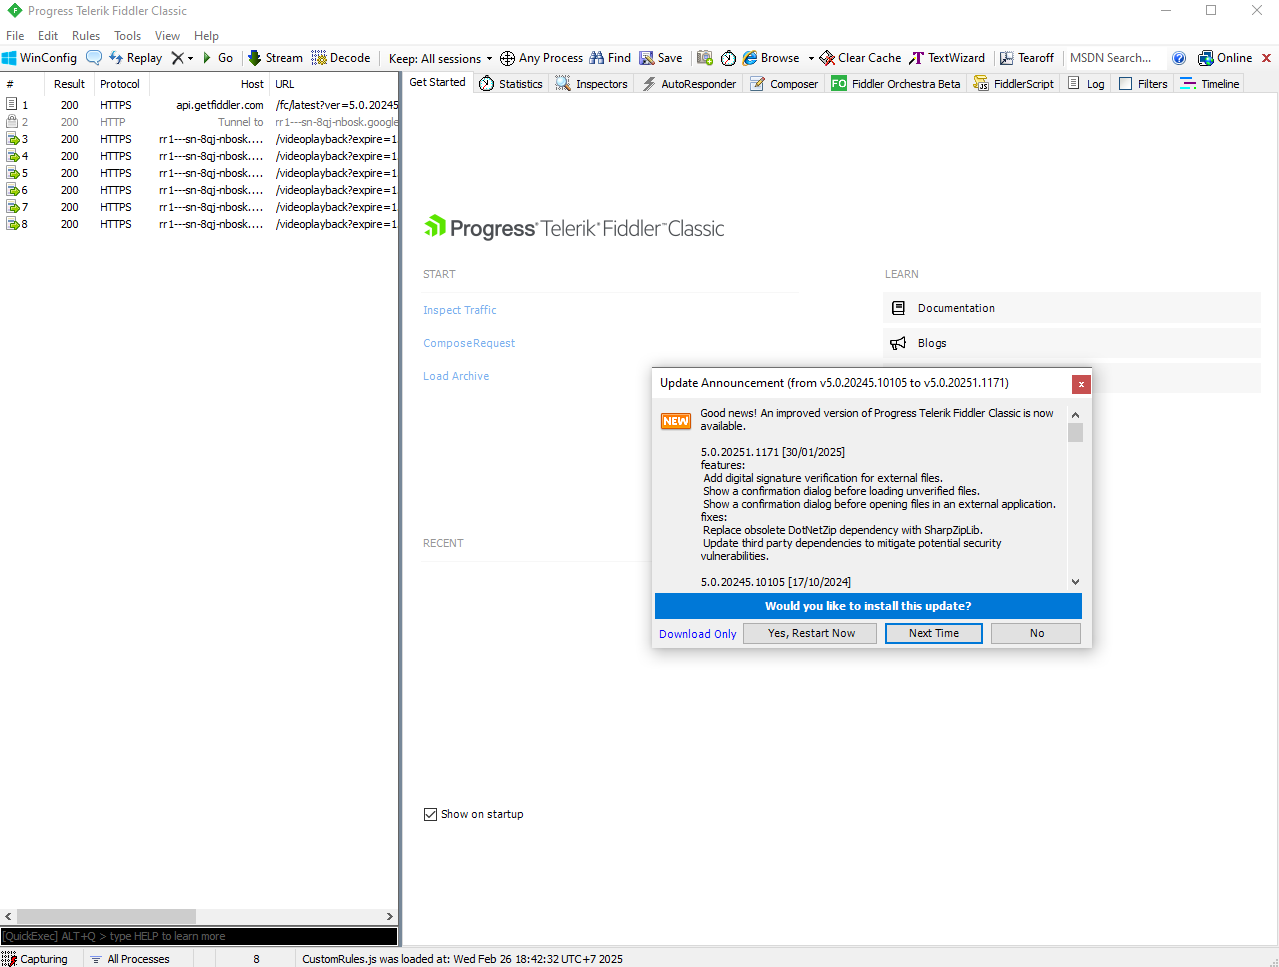 Progress Telerik Fiddler Classic
File Edit Rules Tools View Help
WinConfig Replay Go Stream Decode Keep: All sessions Any Process Find Save Browse Clear Cache TextWizard Tearoff MSDN Search... Online
# Result Protocol Host URL
1 200 HTTPS api.getfiddler.com /fc/latest?ver=5.0.20245
2 200 HTTP Tunnel to rr1---sn-8qj-nbosk.google
3 200 HTTPS rr1---sn-8qj-nbosk.... /videoplayback?expire=1
4 200 HTTPS rr1---sn-8qj-nbosk.... /videoplayback?expire=1
5 200 HTTPS rr1---sn-8qj-nbosk.... /videoplayback?expire=1
6 200 HTTPS rr1---sn-8qj-nbosk.... /videoplayback?expire=1
7 200 HTTPS rr1---sn-8qj-nbosk.... /videoplayback?expire=1
8 200 HTTPS rr1---sn-8qj-nbosk.... /videoplayback?expire=1
[QuickExec] ALT+Q > type HELP to learn more
Get Started Statistics Inspectors AutoResponder Composer FO Fiddler Orchestra Beta FiddlerScript Log Filters Timeline
Progress® Telerik® Fiddler™ Classic
START
Inspect Traffic
Compose Request
Load Archive
RECENT
Show on startup
LEARN
Documentation
Blogs
Update Announcement (from v5.0.20245.10105 to v5.0.20251.1171)
NEW
Good news! An improved version of Progress Telerik Fiddler Classic is now
available.
5.0.20251.1171 [30/01/2025]
features:
Add digital signature verification for external files.
Show a confirmation dialog before loading unverified files.
Show a confirmation dialog before opening files in an external application.
fixes:
Replace obsolete DotNetZip dependency with SharpZipLib.
Update third party dependencies to mitigate potential security
vulnerabilities.
5.0.20245.10105 [17/10/2024]
Would you like to install this update?
Download Only Yes, Restart Now Next Time No
Capturing All Processes 8 CustomRules.js was loaded at: Wed Feb 26 18:42:32 UTC+7 2025